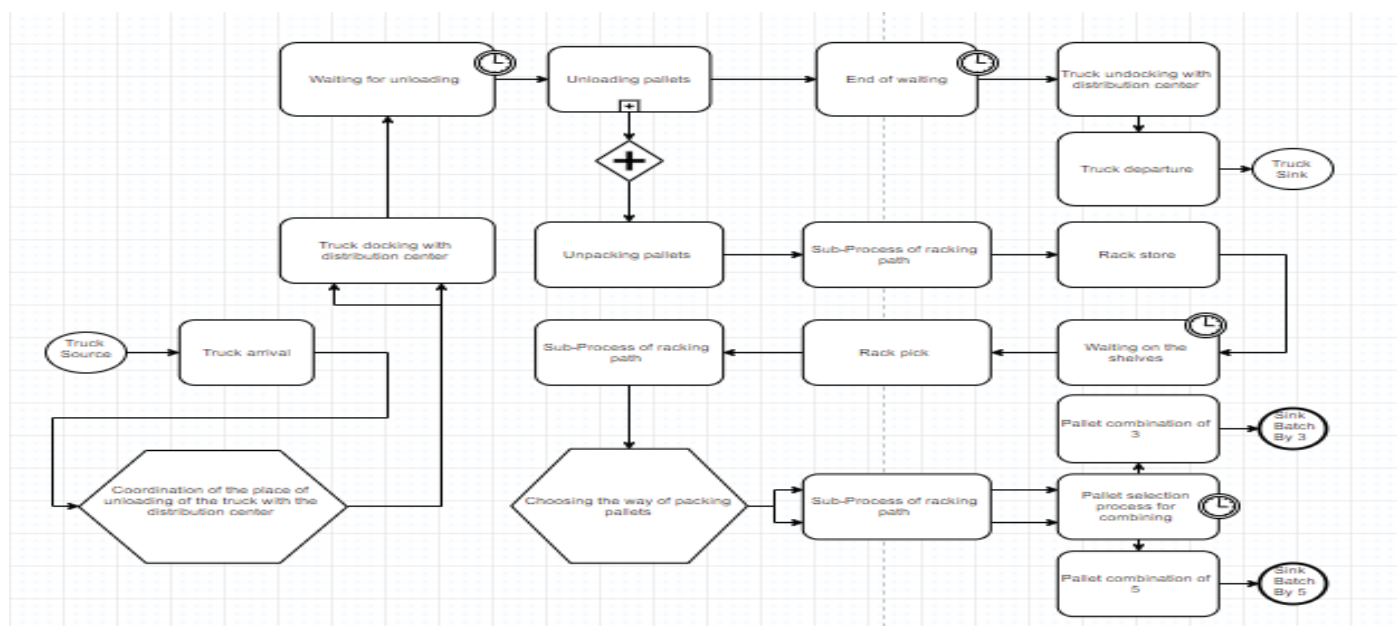 Waiting for unloading
Unloading pallets
End of waiting
Truck undocking with
distribution center
Truck departure
Truck
Sink
Truck docking with
distribution center
Unpacking pallets
Sub-Process of racking
path
Rack store
Truck
Source
Truck arrival
Sub-Process of racking
path
Rack pick
Waiting on the
shelves
Pallet combination of
3
Sink
Batch
By 3
Coordination of the place of
unloading of the truck with the
distribution center
Choosing the way of packing
pallets
Sub-Process of racking
path
Pallet selection
process for
combining
Pallet combination of
5
Sink
Batch
By 5